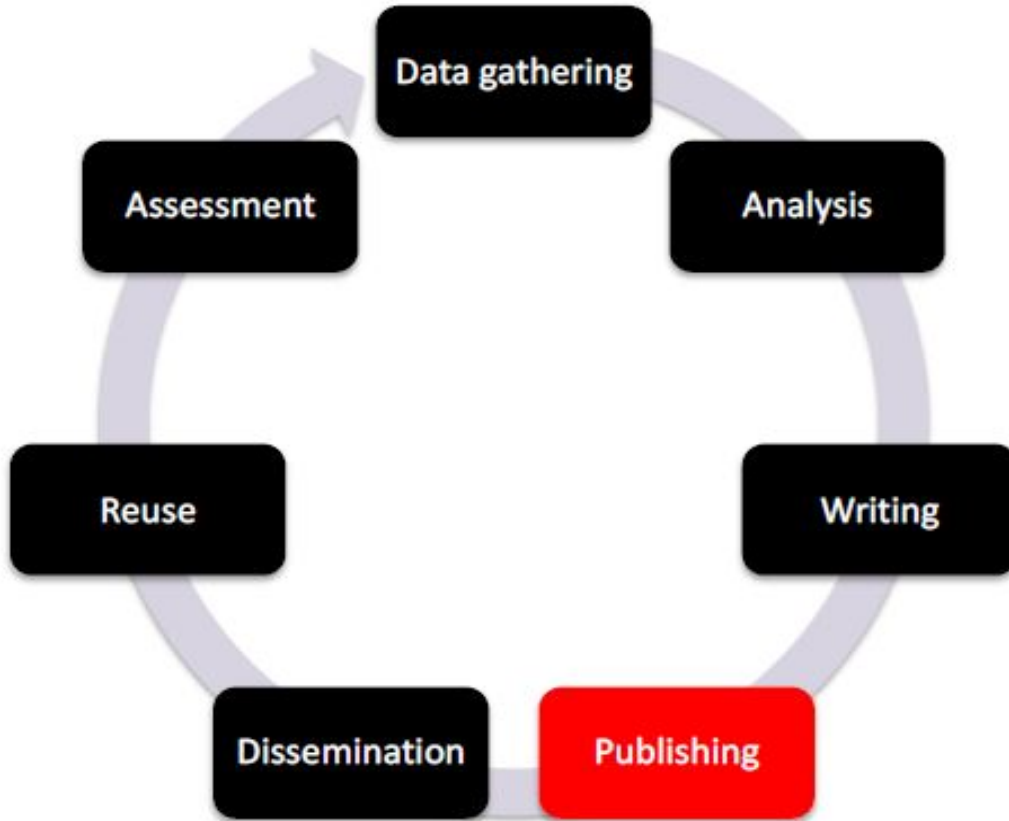 Data gathering
Analysis
Writing
Publishing
Dissemination
Reuse
Assessment